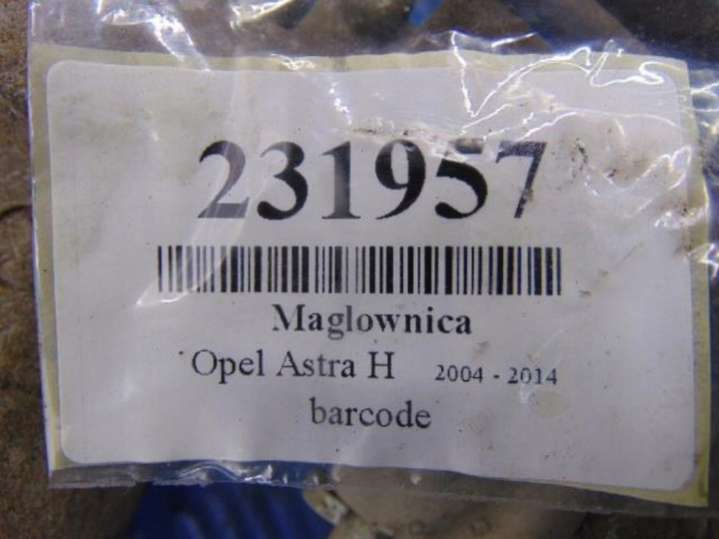 231957
Maglownica
Opel Astra H 2004 - 2014
barcode